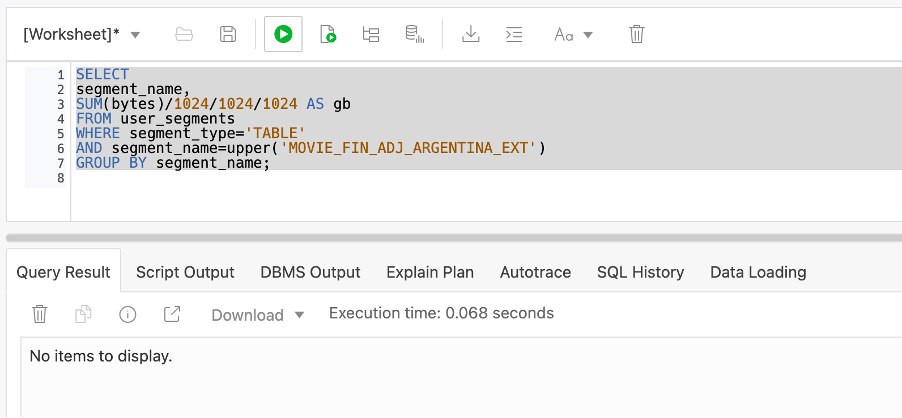 [Worksheet]*
Aa
1 SELECT
2 segment_name,
3 SUM(bytes)/1024/1024/1024 AS gb
4 FROM user_segments
5 WHERE segment_type='TABLE'
6 AND segment_name=upper('MOVIE_FIN_ADJ_ARGENTINA_EXT')
7 GROUP BY segment_name;
8
Query Result Script Output DBMS Output Explain Plan Autotrace SQL History Data Loading
Download Execution time: 0.068 seconds
No items to display.